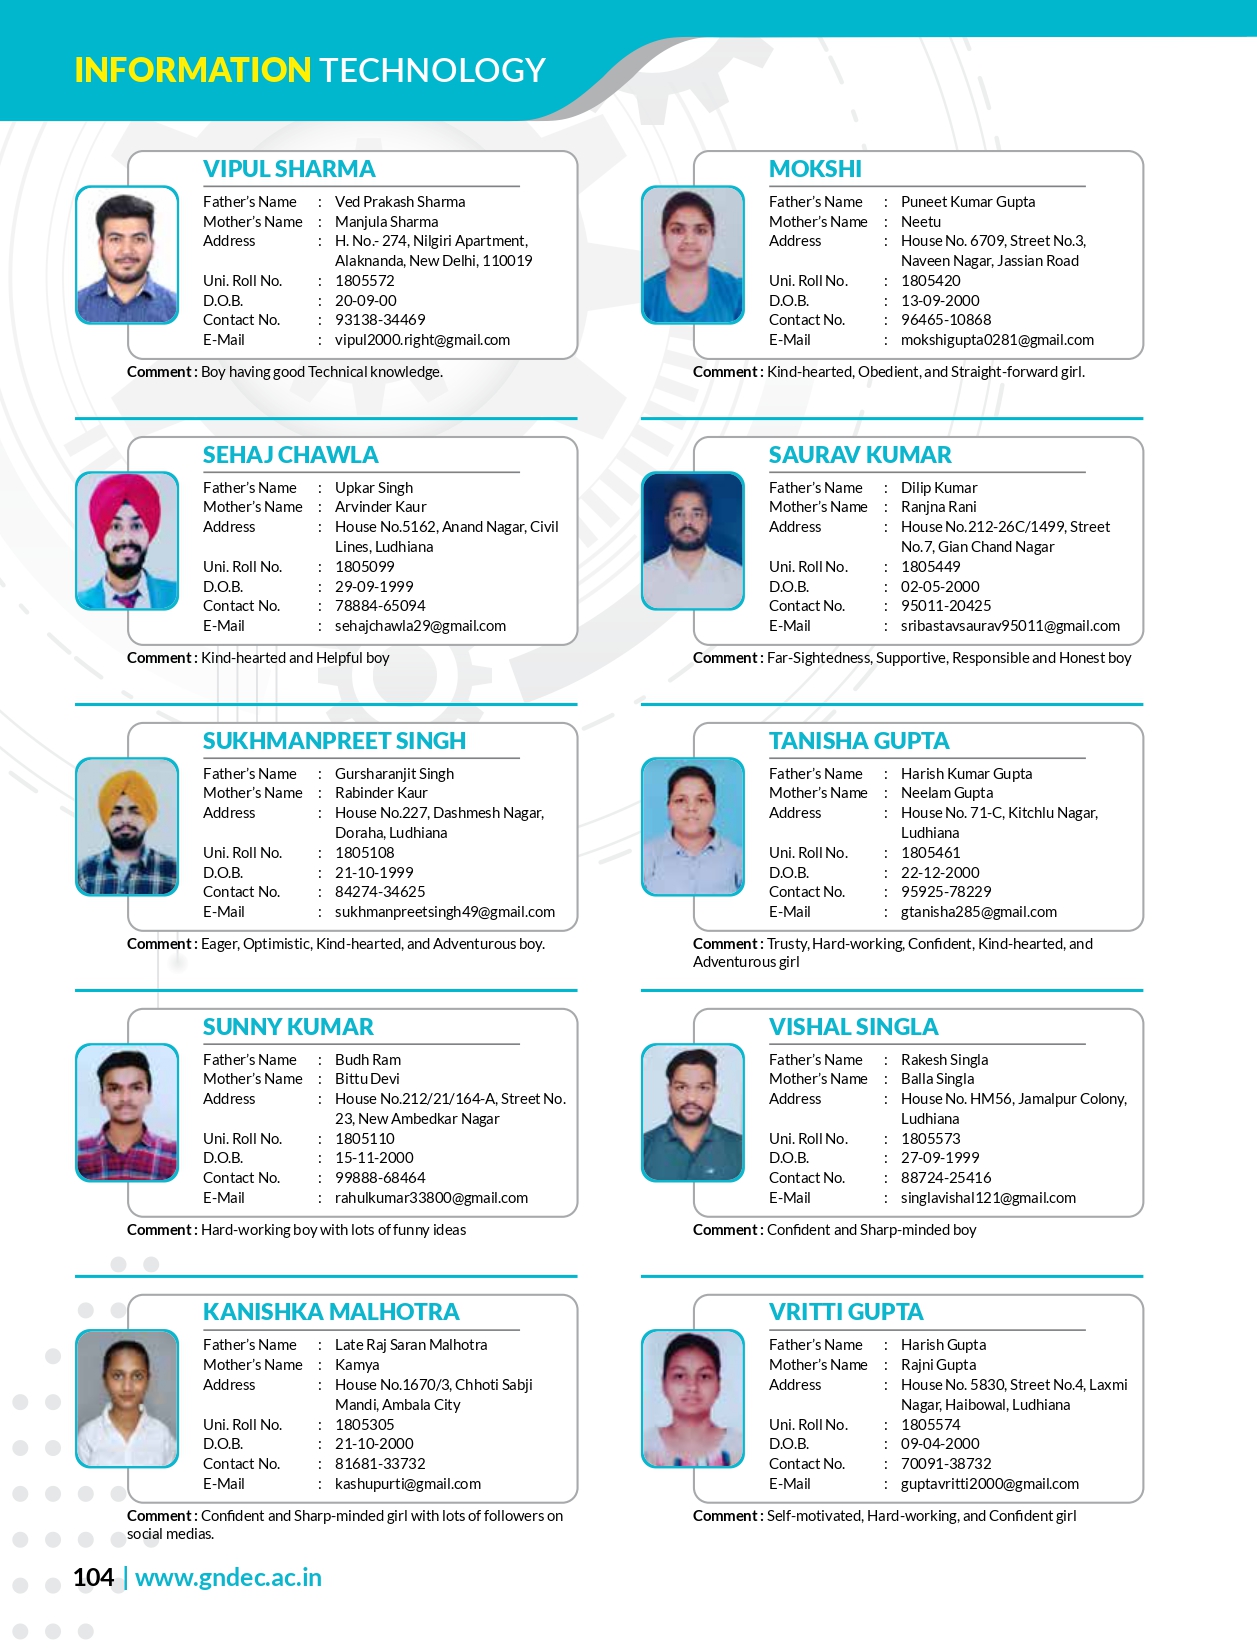 INFORMATION TECHNOLOGY
VIPUL SHARMA
Father's Name : Ved Prakash Sharma
Mother's Name : Manjula Sharma
Address : H. No.- 274, Nilgiri Apartment,
Alaknanda, New Delhi, 110019
Uni. Roll No. : 1805572
D.O.B. : 20-09-00
Contact No. : 93138-34469
E-Mail : vipul2000.right@gmail.com
Comment : Boy having good Technical knowledge.
MOKSHI
Father's Name : Puneet Kumar Gupta
Mother's Name : Neetu
Address : House No. 6709, Street No.3,
Naveen Nagar, Jassian Road
Uni. Roll No. : 1805420
D.O.B. : 13-09-2000
Contact No. : 96465-10868
E-Mail : mokshigupta0281@gmail.com
Comment : Kind-hearted, Obedient, and Straight-forward girl.
SEHAJ CHAWLA
Father's Name : Upkar Singh
Mother's Name : Arvinder Kaur
Address : House No.5162, Anand Nagar, Civil
Lines, Ludhiana
Uni. Roll No. : 1805099
D.O.B. : 29-09-1999
Contact No. : 78884-65094
E-Mail : sehajchawla29@gmail.com
Comment : Kind-hearted and Helpful boy
SAURAV KUMAR
Father's Name : Dilip Kumar
Mother's Name : Ranjna Rani
Address : House No.212-26C/1499, Street
No.7, Gian Chand Nagar
Uni. Roll No. : 1805449
D.O.B. : 02-05-2000
Contact No. : 95011-20425
E-Mail : sribastavsaurav95011@gmail.com
Comment : Far-Sightedness, Supportive, Responsible and Honest boy
SUKHMANPREET SINGH
Father's Name : Gursharanjit Singh
Mother's Name : Rabinder Kaur
Address : House No.227, Dashmesh Nagar,
Doraha, Ludhiana
Uni. Roll No. : 1805108
D.O.B. : 21-10-1999
Contact No. : 84274-34625
E-Mail : sukhmanpreetsingh49@gmail.com
Comment : Eager, Optimistic, Kind-hearted, and Adventurous boy.
TANISHA GUPTA
Father's Name : Harish Kumar Gupta
Mother's Name : Neelam Gupta
Address : House No. 71-C, Kitchlu Nagar,
Ludhiana
Uni. Roll No. : 1805461
D.O.B. : 22-12-2000
Contact No. : 95925-78229
E-Mail : gtanisha285@gmail.com
Comment : Trusty, Hard-working, Confident, Kind-hearted, and
Adventurous girl
SUNNY KUMAR
Father's Name : Budh Ram
Mother's Name : Bittu Devi
Address : House No.212/21/164-A, Street No.
23, New Ambedkar Nagar
Uni. Roll No. : 1805110
D.O.B. : 15-11-2000
Contact No. : 99888-68464
E-Mail : rahulkumar33800@gmail.com
Comment : Hard-working boy with lots of funny ideas
VISHAL SINGLA
Father's Name : Rakesh Singla
Mother's Name : Balla Singla
Address : House No. HM56, Jamalpur Colony,
Ludhiana
Uni. Roll No. : 1805573
D.O.B. : 27-09-1999
Contact No. : 88724-25416
E-Mail : singlavishal121@gmail.com
Comment : Confident and Sharp-minded boy
KANISHKA MALHOTRA
Father's Name : Late Raj Saran Malhotra
Mother's Name : Kamya
Address : House No.1670/3, Chhoti Sabji
Mandi, Ambala City
Uni. Roll No. : 1805305
D.O.B. : 21-10-2000
Contact No. : 81681-33732
E-Mail : kashupurti@gmail.com
Comment : Confident and Sharp-minded girl with lots of followers on
social medias.
VRITTI GUPTA
Father's Name : Harish Gupta
Mother's Name : Rajni Gupta
Address : House No. 5830, Street No.4, Laxmi
Nagar, Haibowal, Ludhiana
Uni. Roll No. : 1805574
D.O.B. : 09-04-2000
Contact No. : 70091-38732
E-Mail : guptavritti2000@gmail.com
Comment : Self-motivated, Hard-working, and Confident girl
104 | www.gndec.ac.in